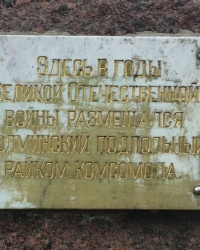 Здесь в годы
Великой Отечественной
войны размещался
подпольный
райком комсомола